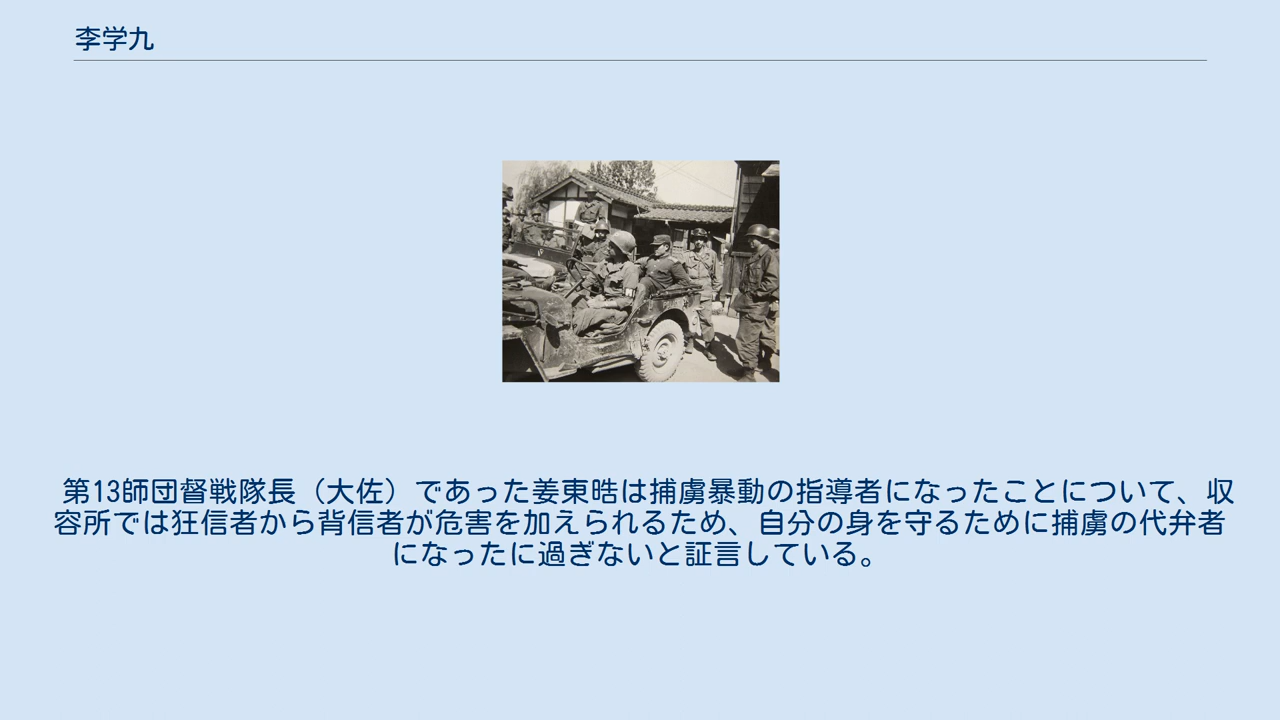 李学九
第13師団督戦隊長（大佐）であった姜東晧は捕虜暴動の指導者になったことについて、収
容所では狂信者から背信者が危害を加えられるため、自分の身を守るために捕虜の代弁者
になったに過ぎないと証言している。